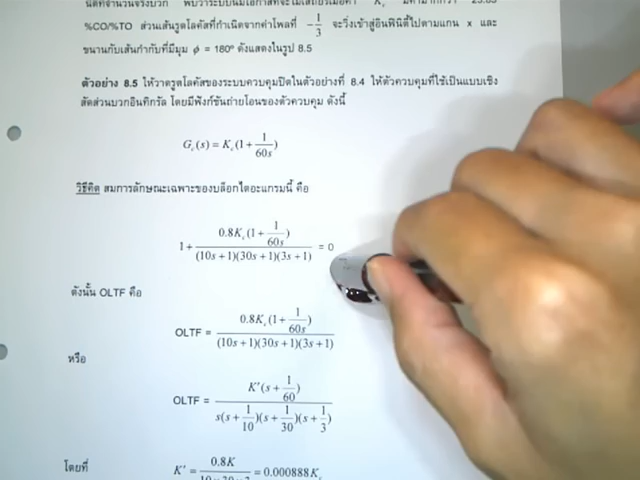 %CO/%TO ส่วนเส้นรูตโลคัสที่กำเนิดจากค่าโพลที่ -1/3 จะวิ่งเข้าสู่อินฟินิตี้ไปตามแกน x และ
ขนานกับเส้นกำกับที่มีมุม ϕ = 180° ดังแสดงในรูป 8.5
ตัวอย่าง 8.5 ให้วาดรูตโลคัสของระบบควบคุมปิดในตัวอย่างที่ 8.4 ให้ตัวควบคุมที่ใช้เป็นแบบเชิง
สัดส่วนบวกอินทิกรัล โดยมีฟังก์ชันถ่ายโอนของตัวควบคุม ดังนี้
G_c(s) = K_c(1 + 1/60s)
วิธีคิด สมการลักษณะเฉพาะของบล็อกไดอะแกรมนี้ คือ
1 + 0.8K_c(1 + 1/60s) / (10s + 1)(30s + 1)(3s + 1) = 0
ดังนั้น OLTF คือ
OLTF = 0.8K_c(1 + 1/60s) / (10s + 1)(30s + 1)(3s + 1)
หรือ
OLTF = K'(s + 1/60) / s(s + 1/10)(s + 1/30)(s + 1/3)
โดยที่ K' = 0.8K / 10×30×3 = 0.000888K_c